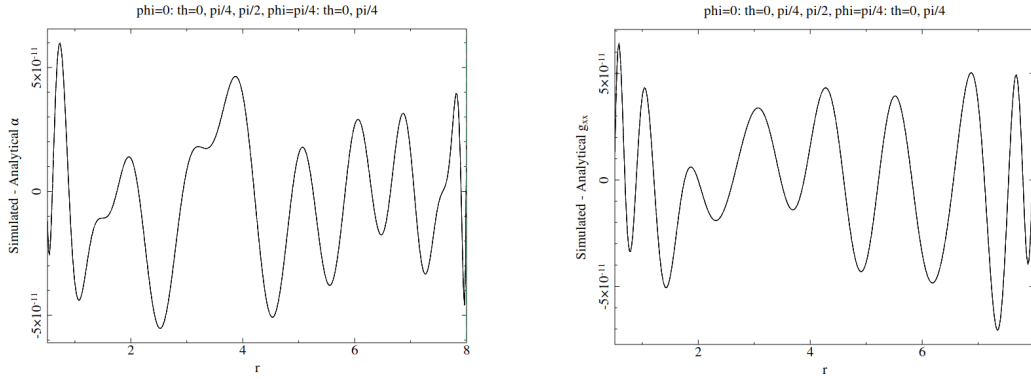 phi=0: th=0, pi/4, pi/2, phi=pi/4: th=0, pi/4
Simulated - Analytical α
5×10⁻¹¹
0
-5×10⁻¹¹
2 4 6 8
r
phi=0: th=0, pi/4, pi/2, phi=pi/4: th=0, pi/4
Simulated - Analytical gₓₓ
5×10⁻¹¹
0
-5×10⁻¹¹
2 4 6
r